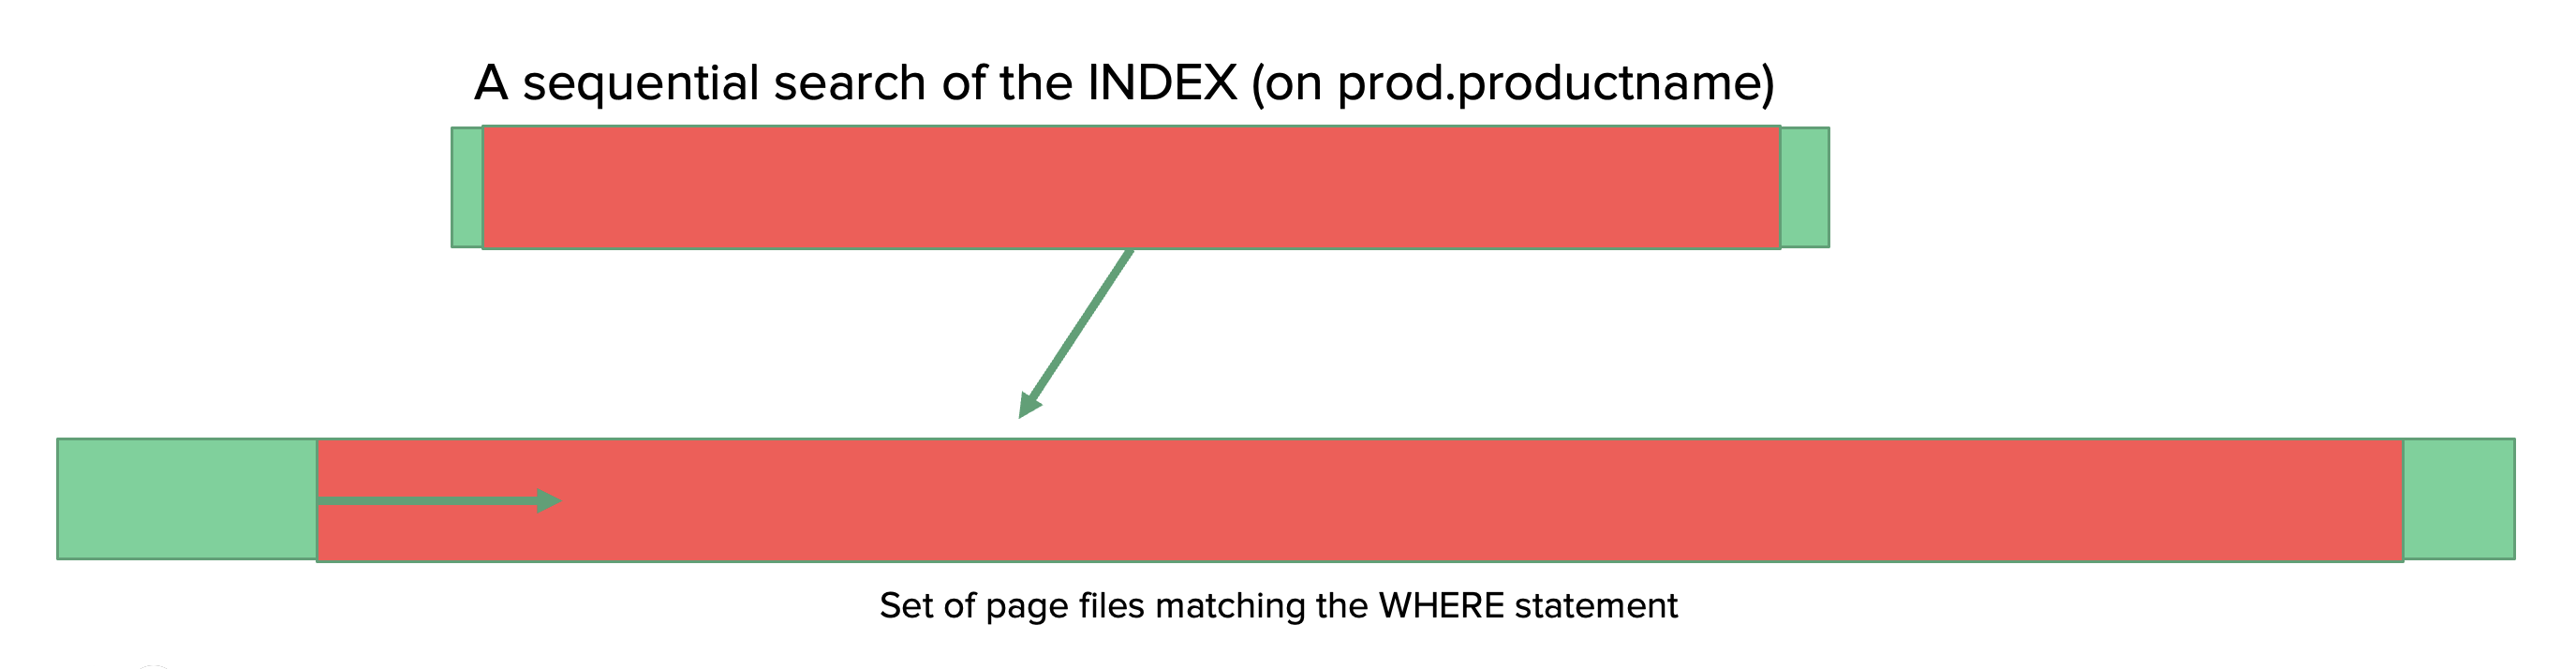 A sequential search of the INDEX (on prod.productname)
Set of page files matching the WHERE statement